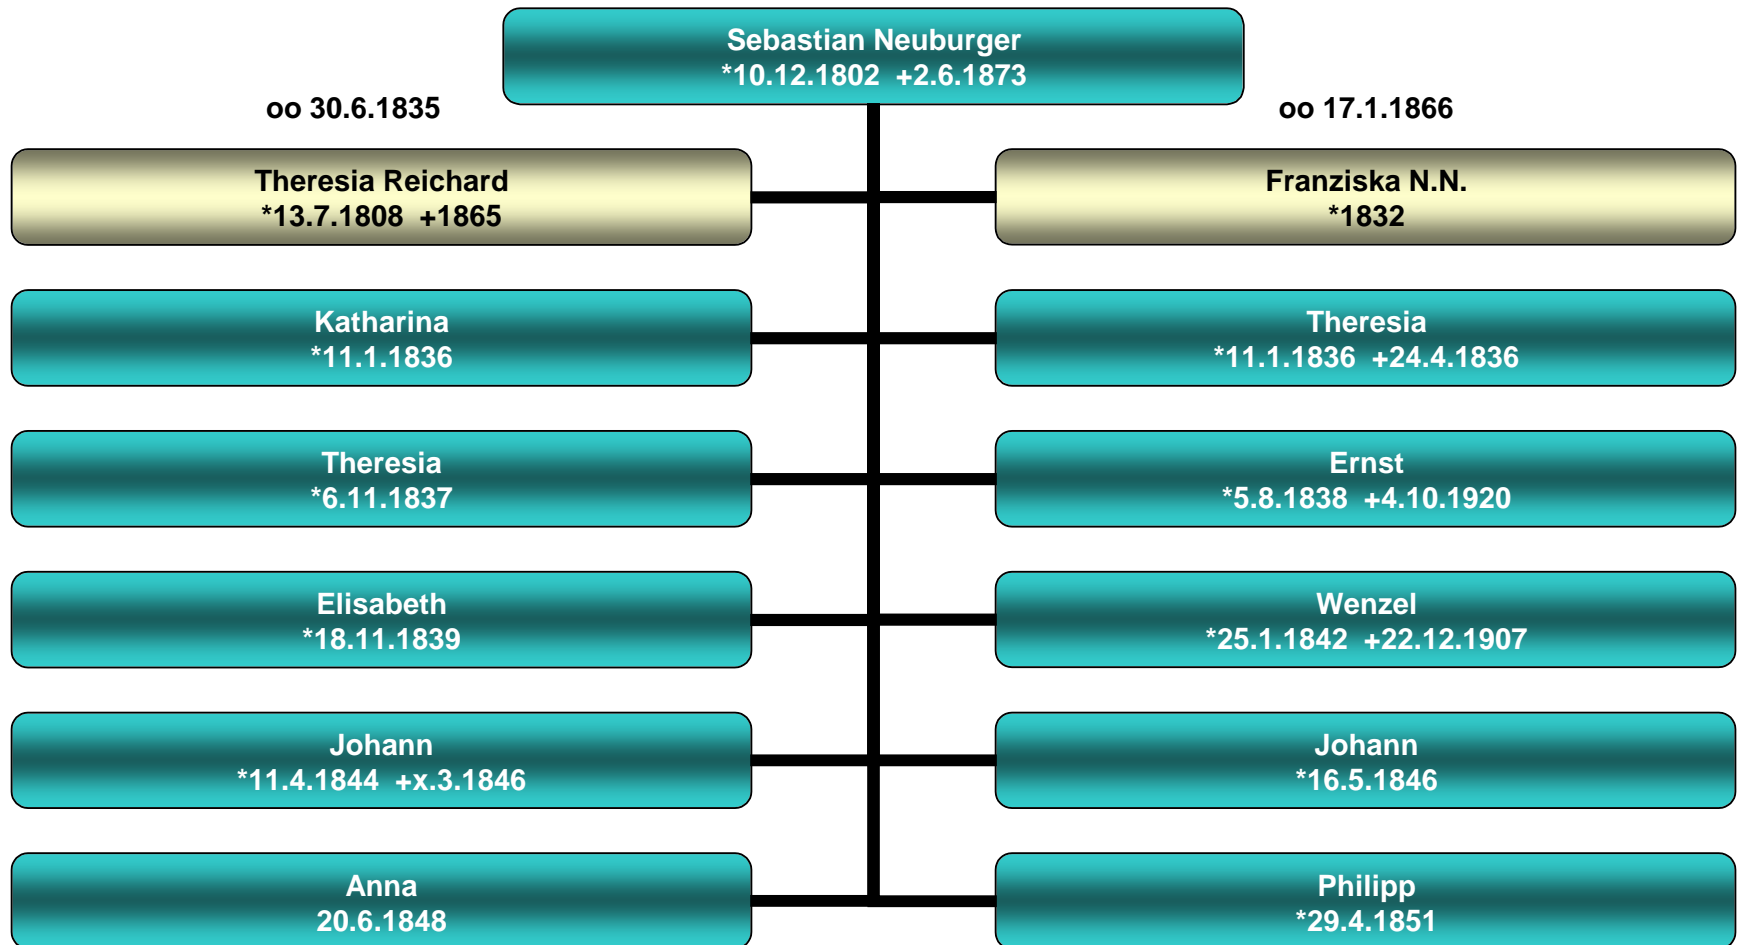 Sebastian Neuburger
*10.12.1802 +2.6.1873
oo 30.6.1835
oo 17.1.1866
Theresia Reichard
*13.7.1808 +1865
Franziska N.N.
*1832
Katharina
*11.1.1836
Theresia
*11.1.1836 +24.4.1836
Theresia
*6.11.1837
Ernst
*5.8.1838 +4.10.1920
Elisabeth
*18.11.1839
Wenzel
*25.1.1842 +22.12.1907
Johann
*11.4.1844 +x.3.1846
Johann
*16.5.1846
Anna
20.6.1848
Philipp
*29.4.1851